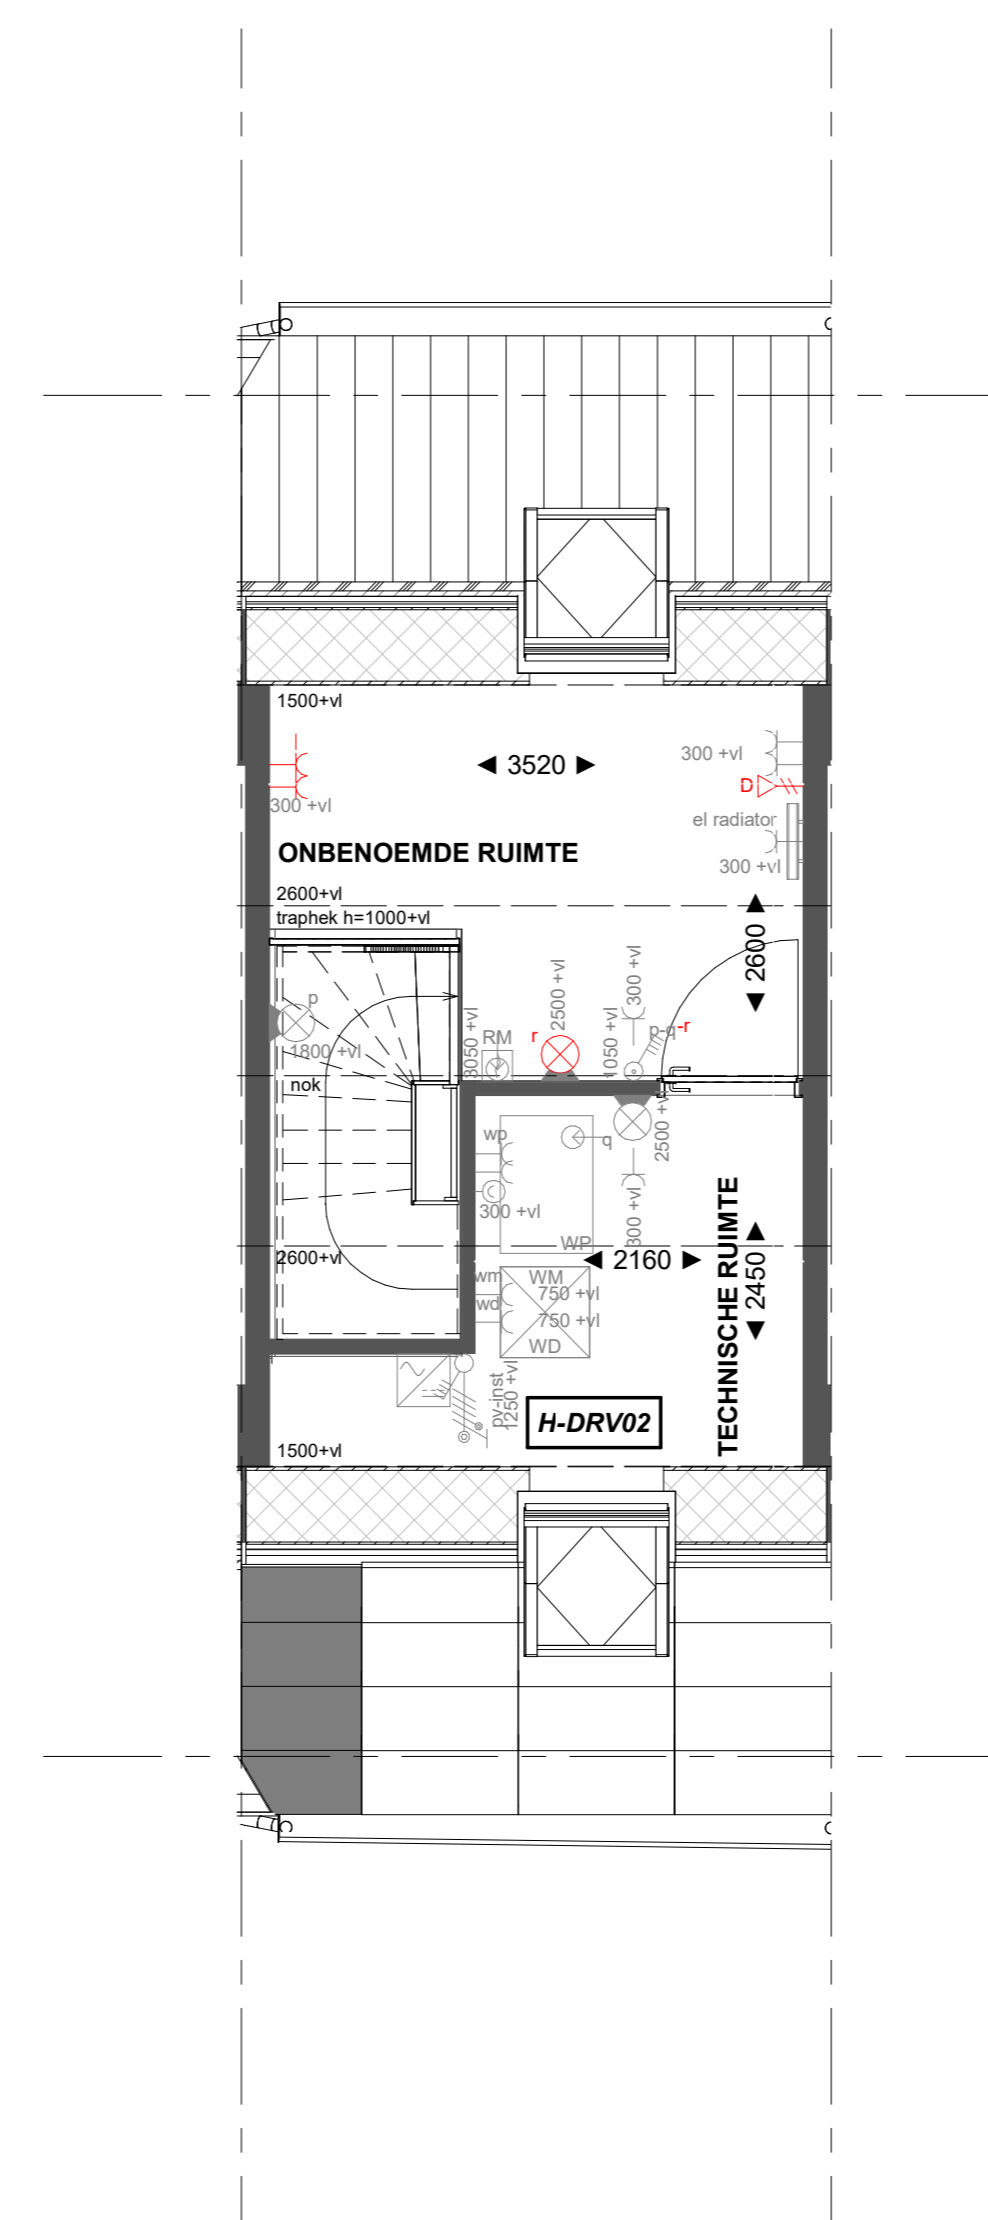 1500+vl
◄ 3520 ►
300 +vl
300 +vl
D
el radiator
300 +vl
ONBENOEMDE RUIMTE
2600+vl
traphek h=1000+vl
◄ 2600 ►
p
1800 +vl
nok
3050 +vl
RM
r
2500 +vl
1050 +vl
300 +vl
p-q-r
wp
q
2500 +vl
300 +vl
300 +vl
WP
2600+vl
◄ 2160 ►
TECHNISCHE RUIMTE
◄ 2450 ►
wm
WM
750 +vl
wd
750 +vl
WD
pv-inst
1250 +vl
H-DRV02
1500+vl